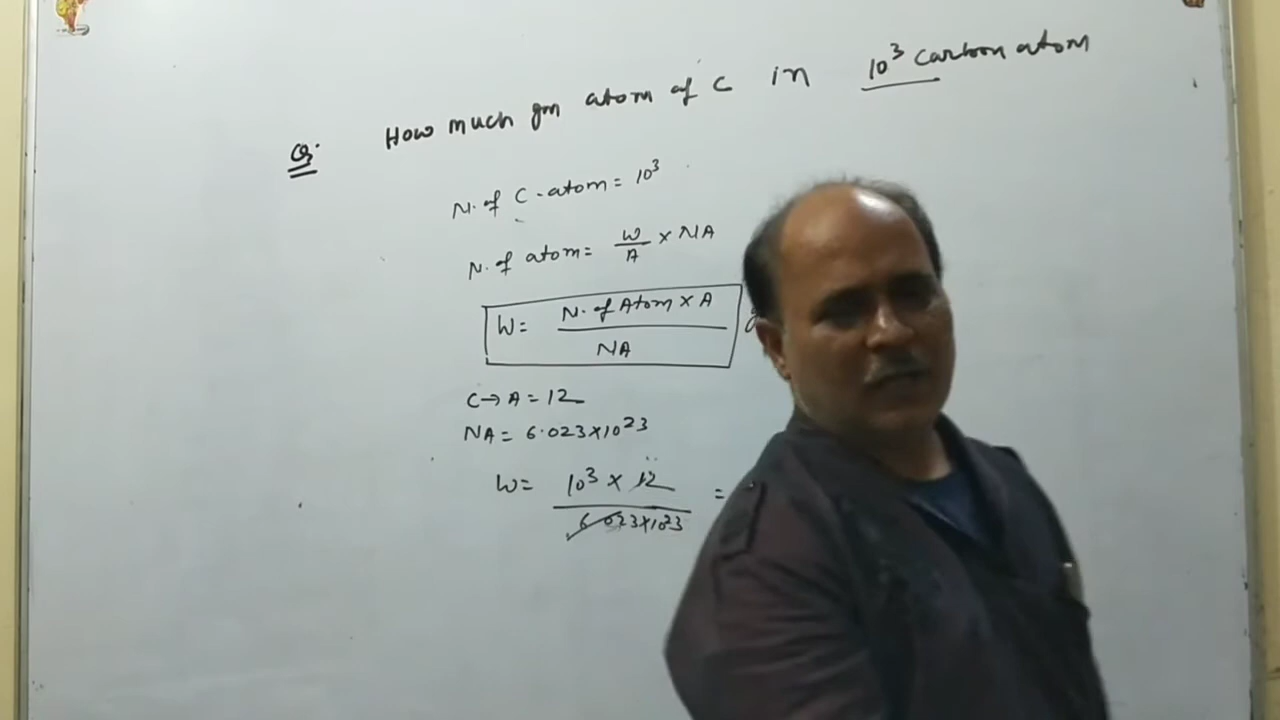 Q. How much gm atom of C in 10³ carbon atom
N. of C-atom = 10³
N. of atom = W/A × NA
W = N. of Atom × A / NA
C → A = 12
NA = 6.023×10²³
W = 10³ × 12 / 6.023×10²³ =